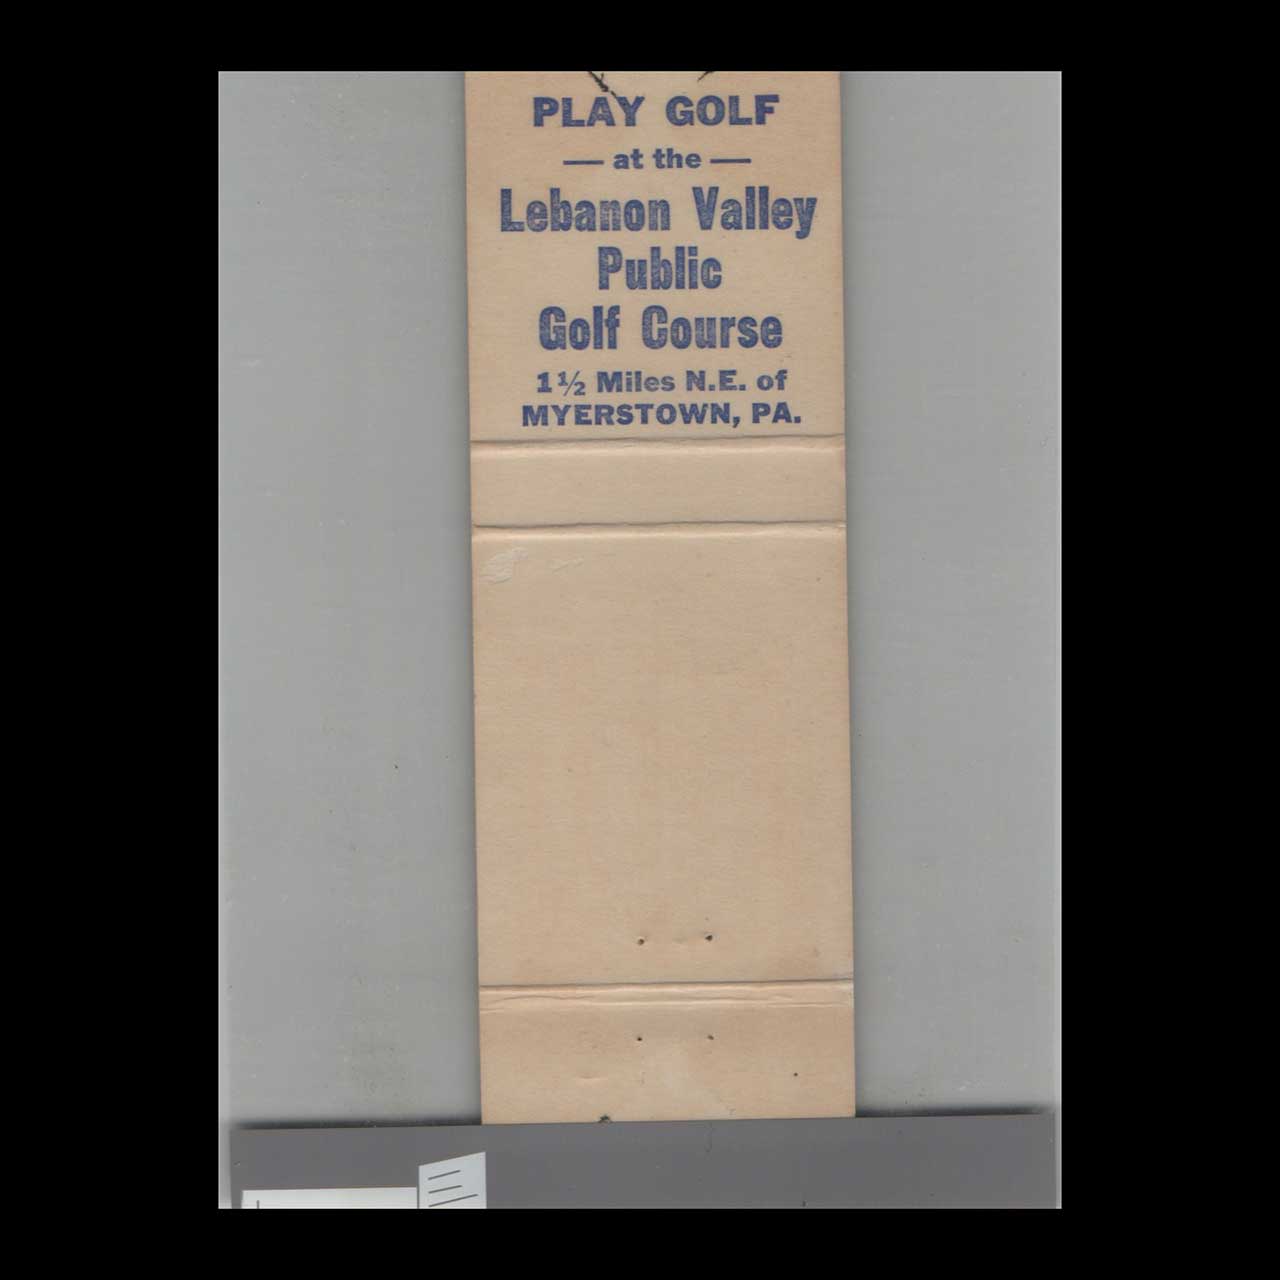 PLAY GOLF
— at the —
Lebanon Valley
Public
Golf Course
1½ Miles N.E. of
MYERSTOWN, PA.